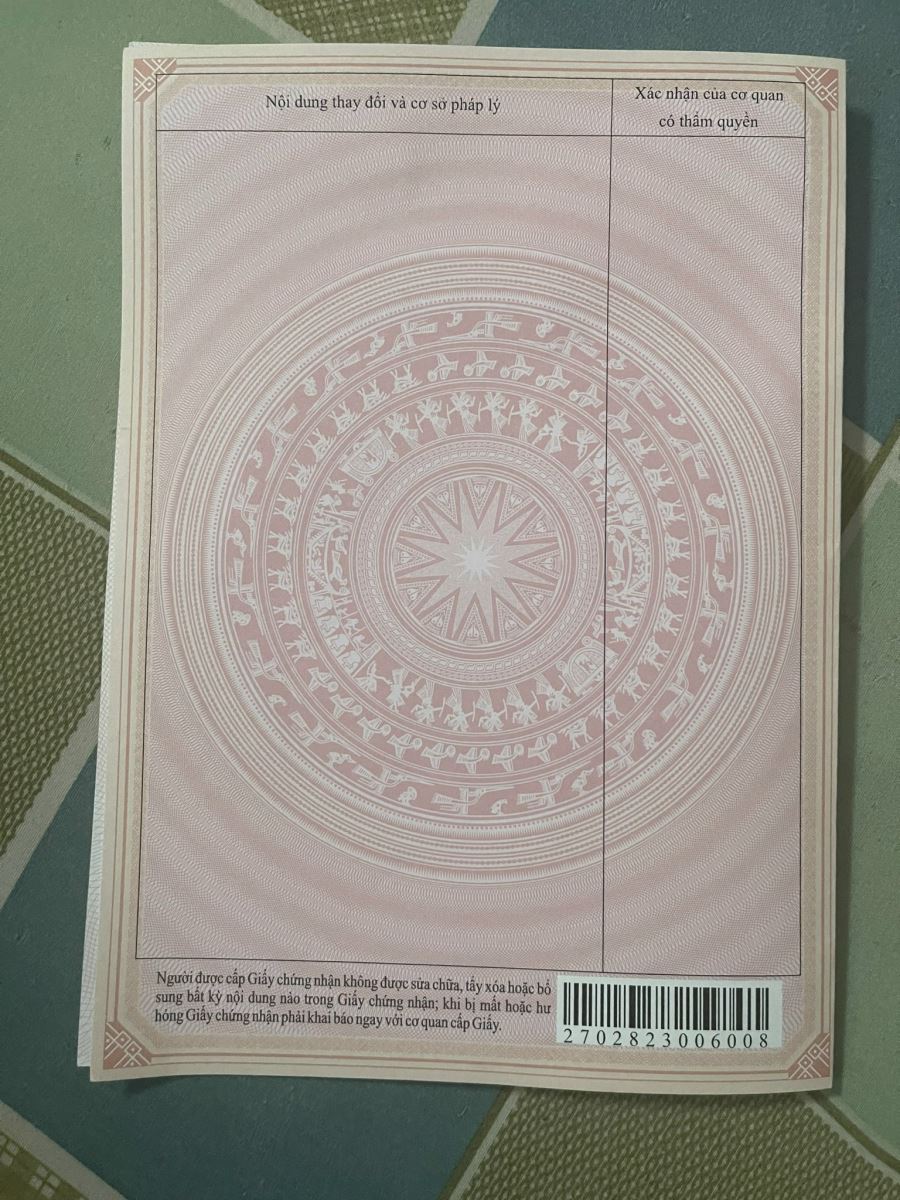 Nội dung thay đổi và cơ sở pháp lý
Xác nhận của cơ quan
có thẩm quyền
Người được cấp Giấy chứng nhận không được sửa chữa, tẩy xóa hoặc bổ
sung bất kỳ nội dung nào trong Giấy chứng nhận; khi bị mất hoặc hư
hỏng Giấy chứng nhận phải khai báo ngay với cơ quan cấp Giấy.
2702823006008